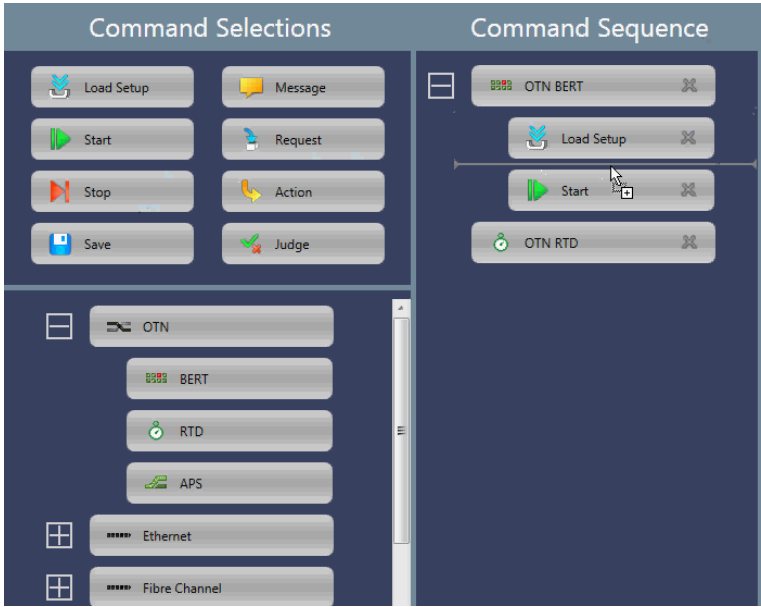 Command Selections
Load Setup
Message
Start
Request
Stop
Action
Save
Judge
OTN
BERT
RTD
APS
Ethernet
Fibre Channel
Command Sequence
OTN BERT
Load Setup
Start
OTN RTD